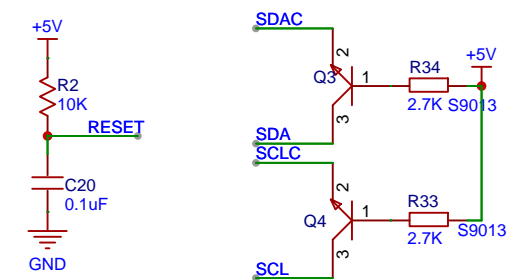 +5V
R2
10K
RESET
C20
0.1uF
GND
SDAC
2
Q3
1
3
R34
2.7K
S9013
+5V
SDA
SCLC
2
Q4
1
3
R33
2.7K
S9013
SCL